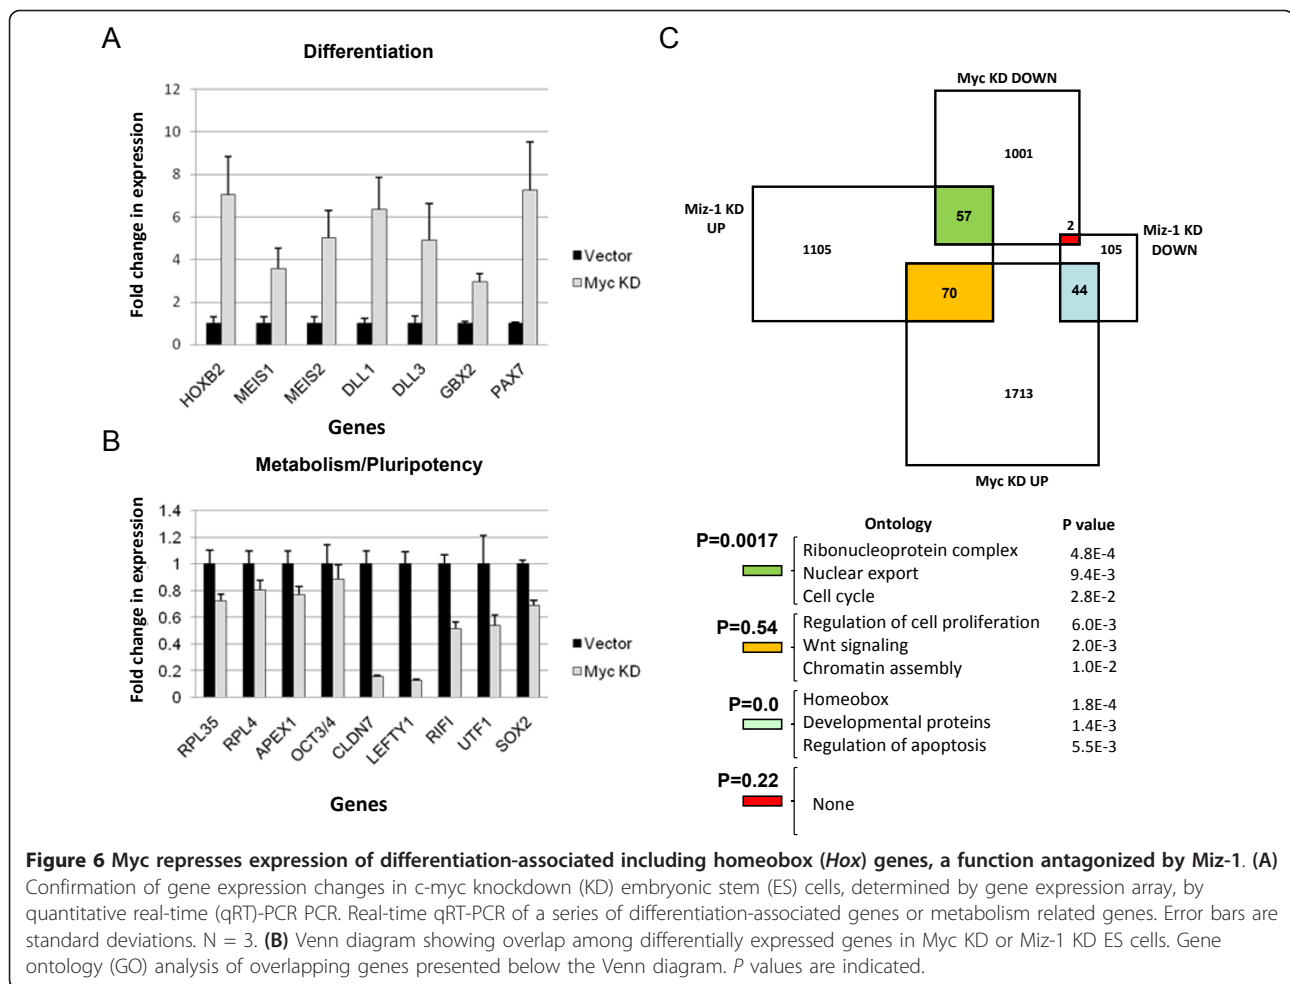 A
Differentiation
Fold change in expression
12
10
8
6
4
2
0
HOXB2
MEIS1
MEIS2
DLL1
DLL3
GBX2
PAX7
Genes
Vector
Myc KD
B
Metabolism/Pluripotency
Fold change in expression
1.4
1.2
1
0.8
0.6
0.4
0.2
0
RPL35
RPL4
APEX1
OCT3/4
CLDN7
LEFTY1
RIFI
UTF1
SOX2
Genes
Vector
Myc KD
C
Myc KD DOWN
1001
Miz-1 KD
UP
57
2
Miz-1 KD
DOWN
1105
105
70
44
1713
Myc KD UP
Ontology P value
P=0.0017
Ribonucleoprotein complex 4.8E-4
Nuclear export 9.4E-3
Cell cycle 2.8E-2
P=0.54
Regulation of cell proliferation 6.0E-3
Wnt signaling 2.0E-3
Chromatin assembly 1.0E-2
P=0.0
Homeobox 1.8E-4
Developmental proteins 1.4E-3
Regulation of apoptosis 5.5E-3
P=0.22
None
Figure 6 Myc represses expression of differentiation-associated including homeobox (Hox) genes, a function antagonized by Miz-1. (A)
Confirmation of gene expression changes in c-myc knockdown (KD) embryonic stem (ES) cells, determined by gene expression array, by
quantitative real-time (qRT)-PCR PCR. Real-time qRT-PCR of a series of differentiation-associated genes or metabolism related genes. Error bars are
standard deviations. N = 3. (B) Venn diagram showing overlap among differentially expressed genes in Myc KD or Miz-1 KD ES cells. Gene
ontology (GO) analysis of overlapping genes presented below the Venn diagram. P values are indicated.